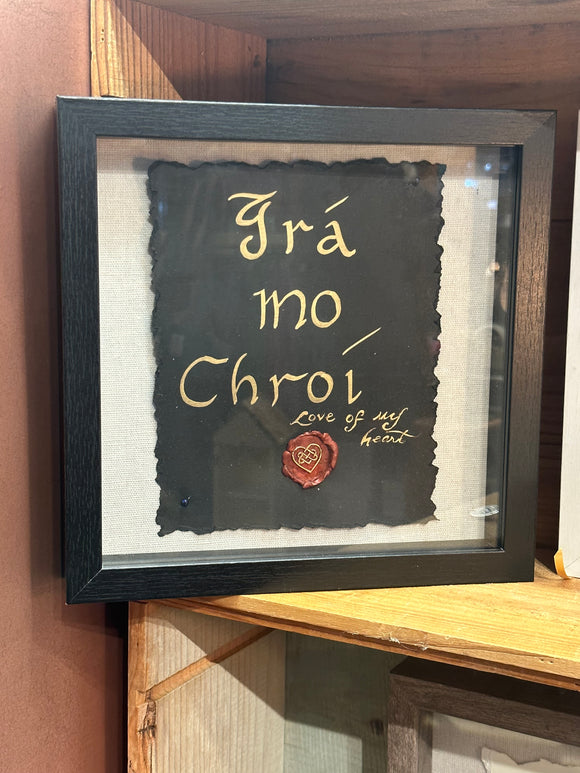 Grá
mo
Chroí
Love of my
heart